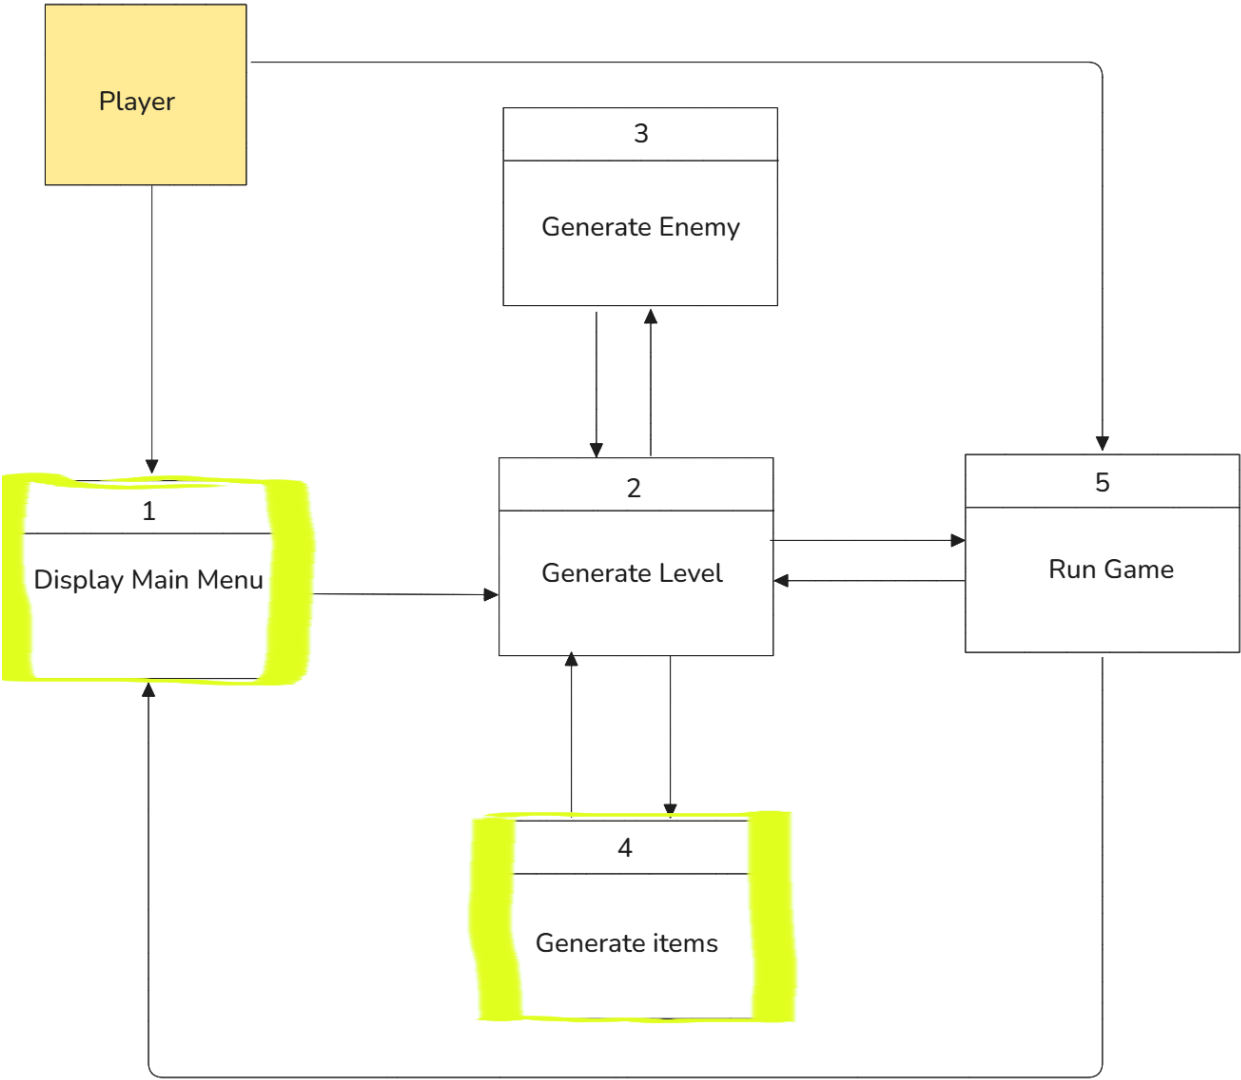 Player
3
Generate Enemy
1
Display Main Menu
2
Generate Level
5
Run Game
4
Generate items